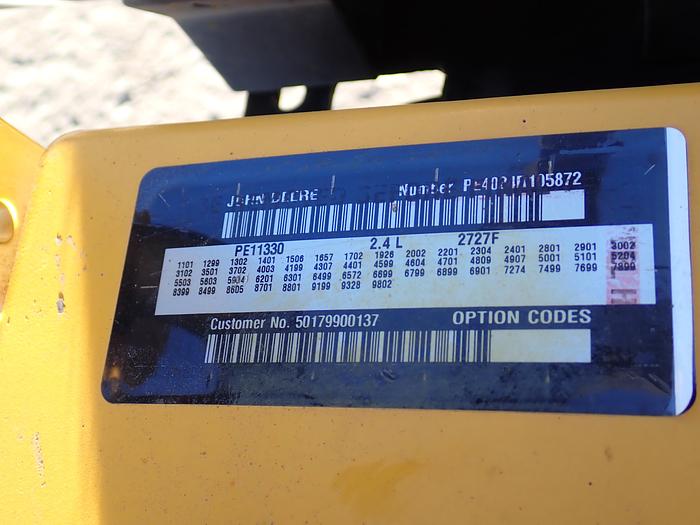 JOHN DEERE Number
PE11330 2.4 L 2727F
1101 1299 1302 1401 1506 1657 1702 1926 2002 2201 2304 2401 2801 2901 3002
3102 3501 3702 4003 4199 4307 4401 4599 4604 4701 4809 4907 5001 5101 5204
5503 5603 5904 6201 6301 6499 6572 6699 6799 6899 6901 7274 7499 7699 7899
8399 8499 8605 8701 8801 9199 9328 9802
Customer No. 50179900137 OPTION CODES